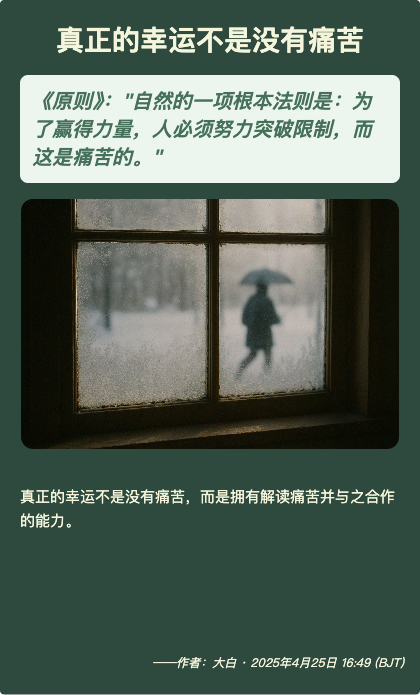 真正的幸运不是没有痛苦
《原则》："自然的一项根本法则是：为
了赢得力量，人必须努力突破限制，而
这是痛苦的。"
真正的幸运不是没有痛苦，而是拥有解读痛苦并与之合作
的能力。
——作者：大白 · 2025年4月25日 16:49 (BJT)